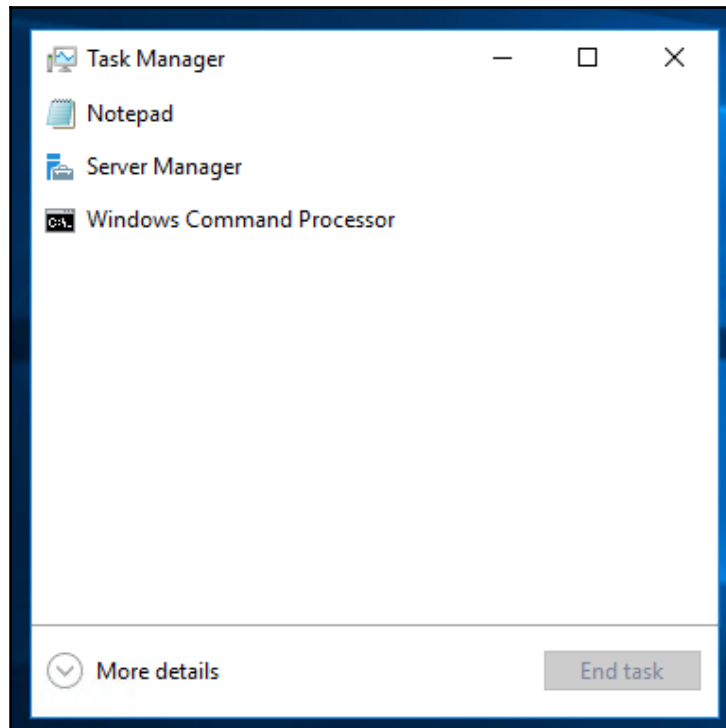 Task Manager
Notepad
Server Manager
C:\.
Windows Command Processor
More details
End task